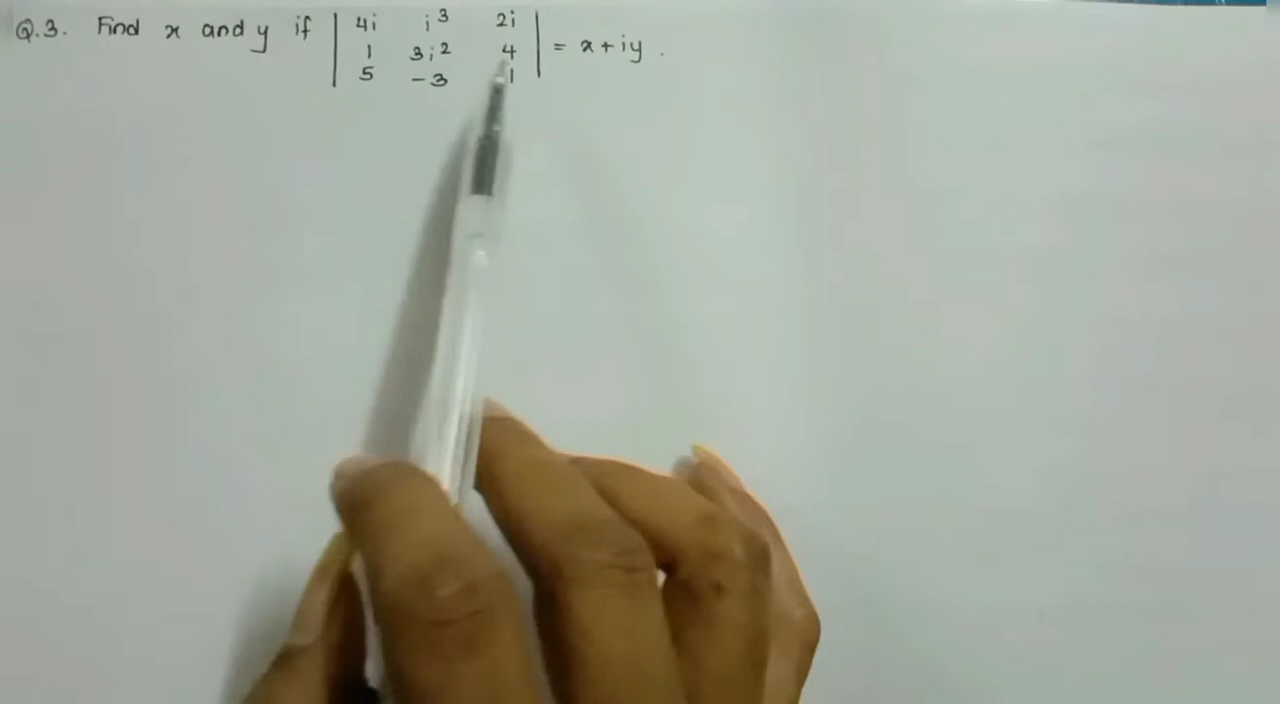 Q.3. Find x and y if | 4i i³ 2i |
| 1 3i² 4 | = x + iy .
| 5 -3 1 |